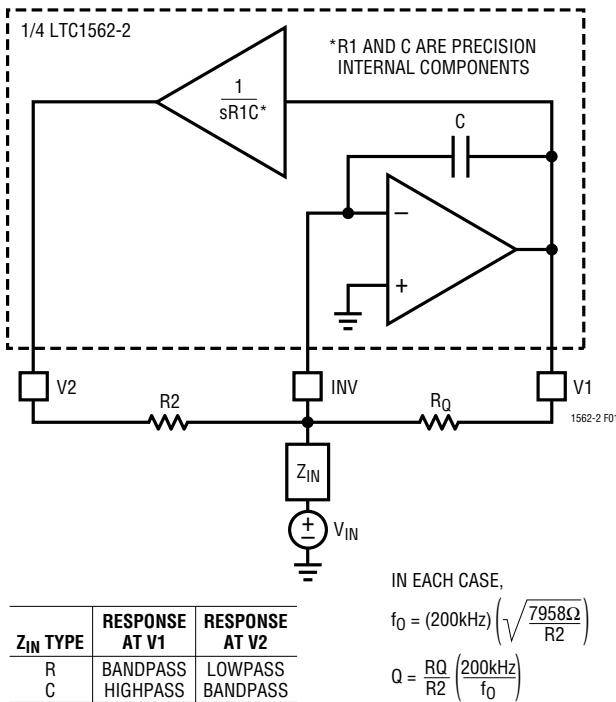 1/4 LTC1562-2
*R1 AND C ARE PRECISION
INTERNAL COMPONENTS
1
sR1C*
C
−
+
V2
INV
V1
R2
RQ
1562-2 F01
ZIN
+
−
VIN
ZIN TYPE RESPONSE AT V1 RESPONSE AT V2
R BANDPASS LOWPASS
C HIGHPASS BANDPASS
IN EACH CASE,
fO = (200kHz) (√ 7958Ω / R2)
Q = RQ / R2 (200kHz / fO)